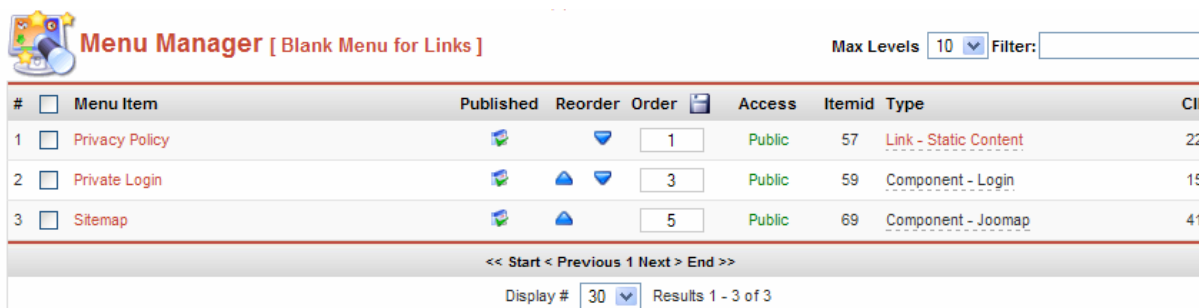 Menu Manager [ Blank Menu for Links ] Max Levels 10 Filter:
# Menu Item Published Reorder Order Access Itemid Type
1 Privacy Policy 1 Public 57 Link - Static Content 22
2 Private Login 3 Public 59 Component - Login 15
3 Sitemap 5 Public 69 Component - Joomap 41
<< Start < Previous 1 Next > End >>
Display # 30 Results 1 - 3 of 3